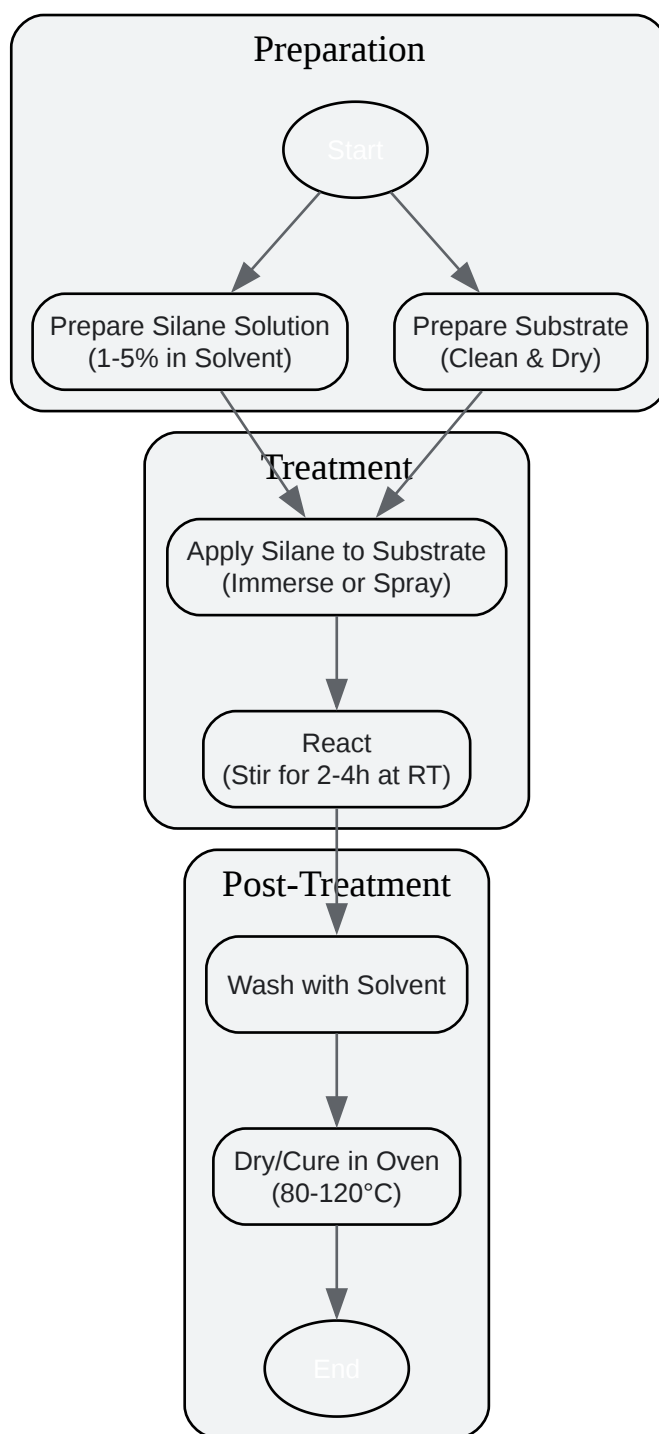 Preparation
Start
Prepare Silane Solution
(1-5% in Solvent)
Prepare Substrate
(Clean & Dry)
Treatment
Apply Silane to Substrate
(Immerse or Spray)
React
(Stir for 2-4h at RT)
Post-Treatment
Wash with Solvent
Dry/Cure in Oven
(80-120°C)
End